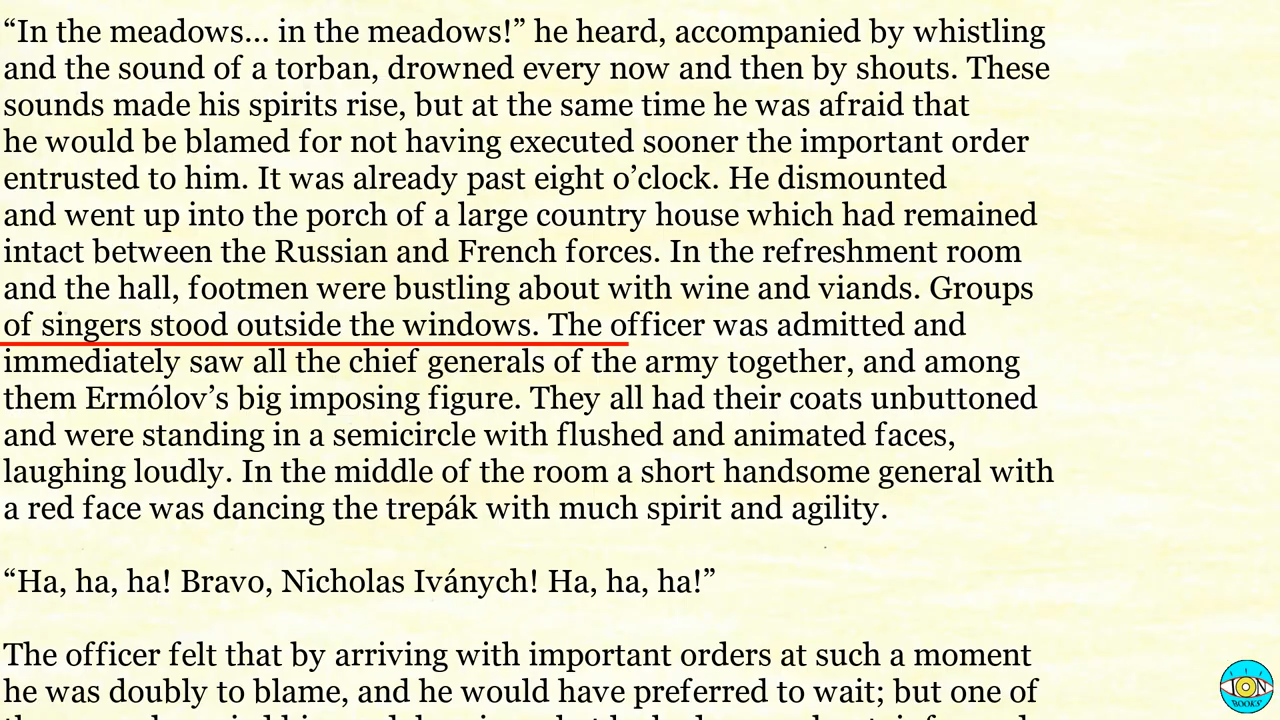 “In the meadows... in the meadows!” he heard, accompanied by whistling
and the sound of a torban, drowned every now and then by shouts. These
sounds made his spirits rise, but at the same time he was afraid that
he would be blamed for not having executed sooner the important order
entrusted to him. It was already past eight o’clock. He dismounted
and went up into the porch of a large country house which had remained
intact between the Russian and French forces. In the refreshment room
and the hall, footmen were bustling about with wine and viands. Groups
of singers stood outside the windows. The officer was admitted and
immediately saw all the chief generals of the army together, and among
them Ermólov’s big imposing figure. They all had their coats unbuttoned
and were standing in a semicircle with flushed and animated faces,
laughing loudly. In the middle of the room a short handsome general with
a red face was dancing the trepák with much spirit and agility.
“Ha, ha, ha! Bravo, Nicholas Iványch! Ha, ha, ha!”
The officer felt that by arriving with important orders at such a moment
he was doubly to blame, and he would have preferred to wait; but one of
ION
BOOKS